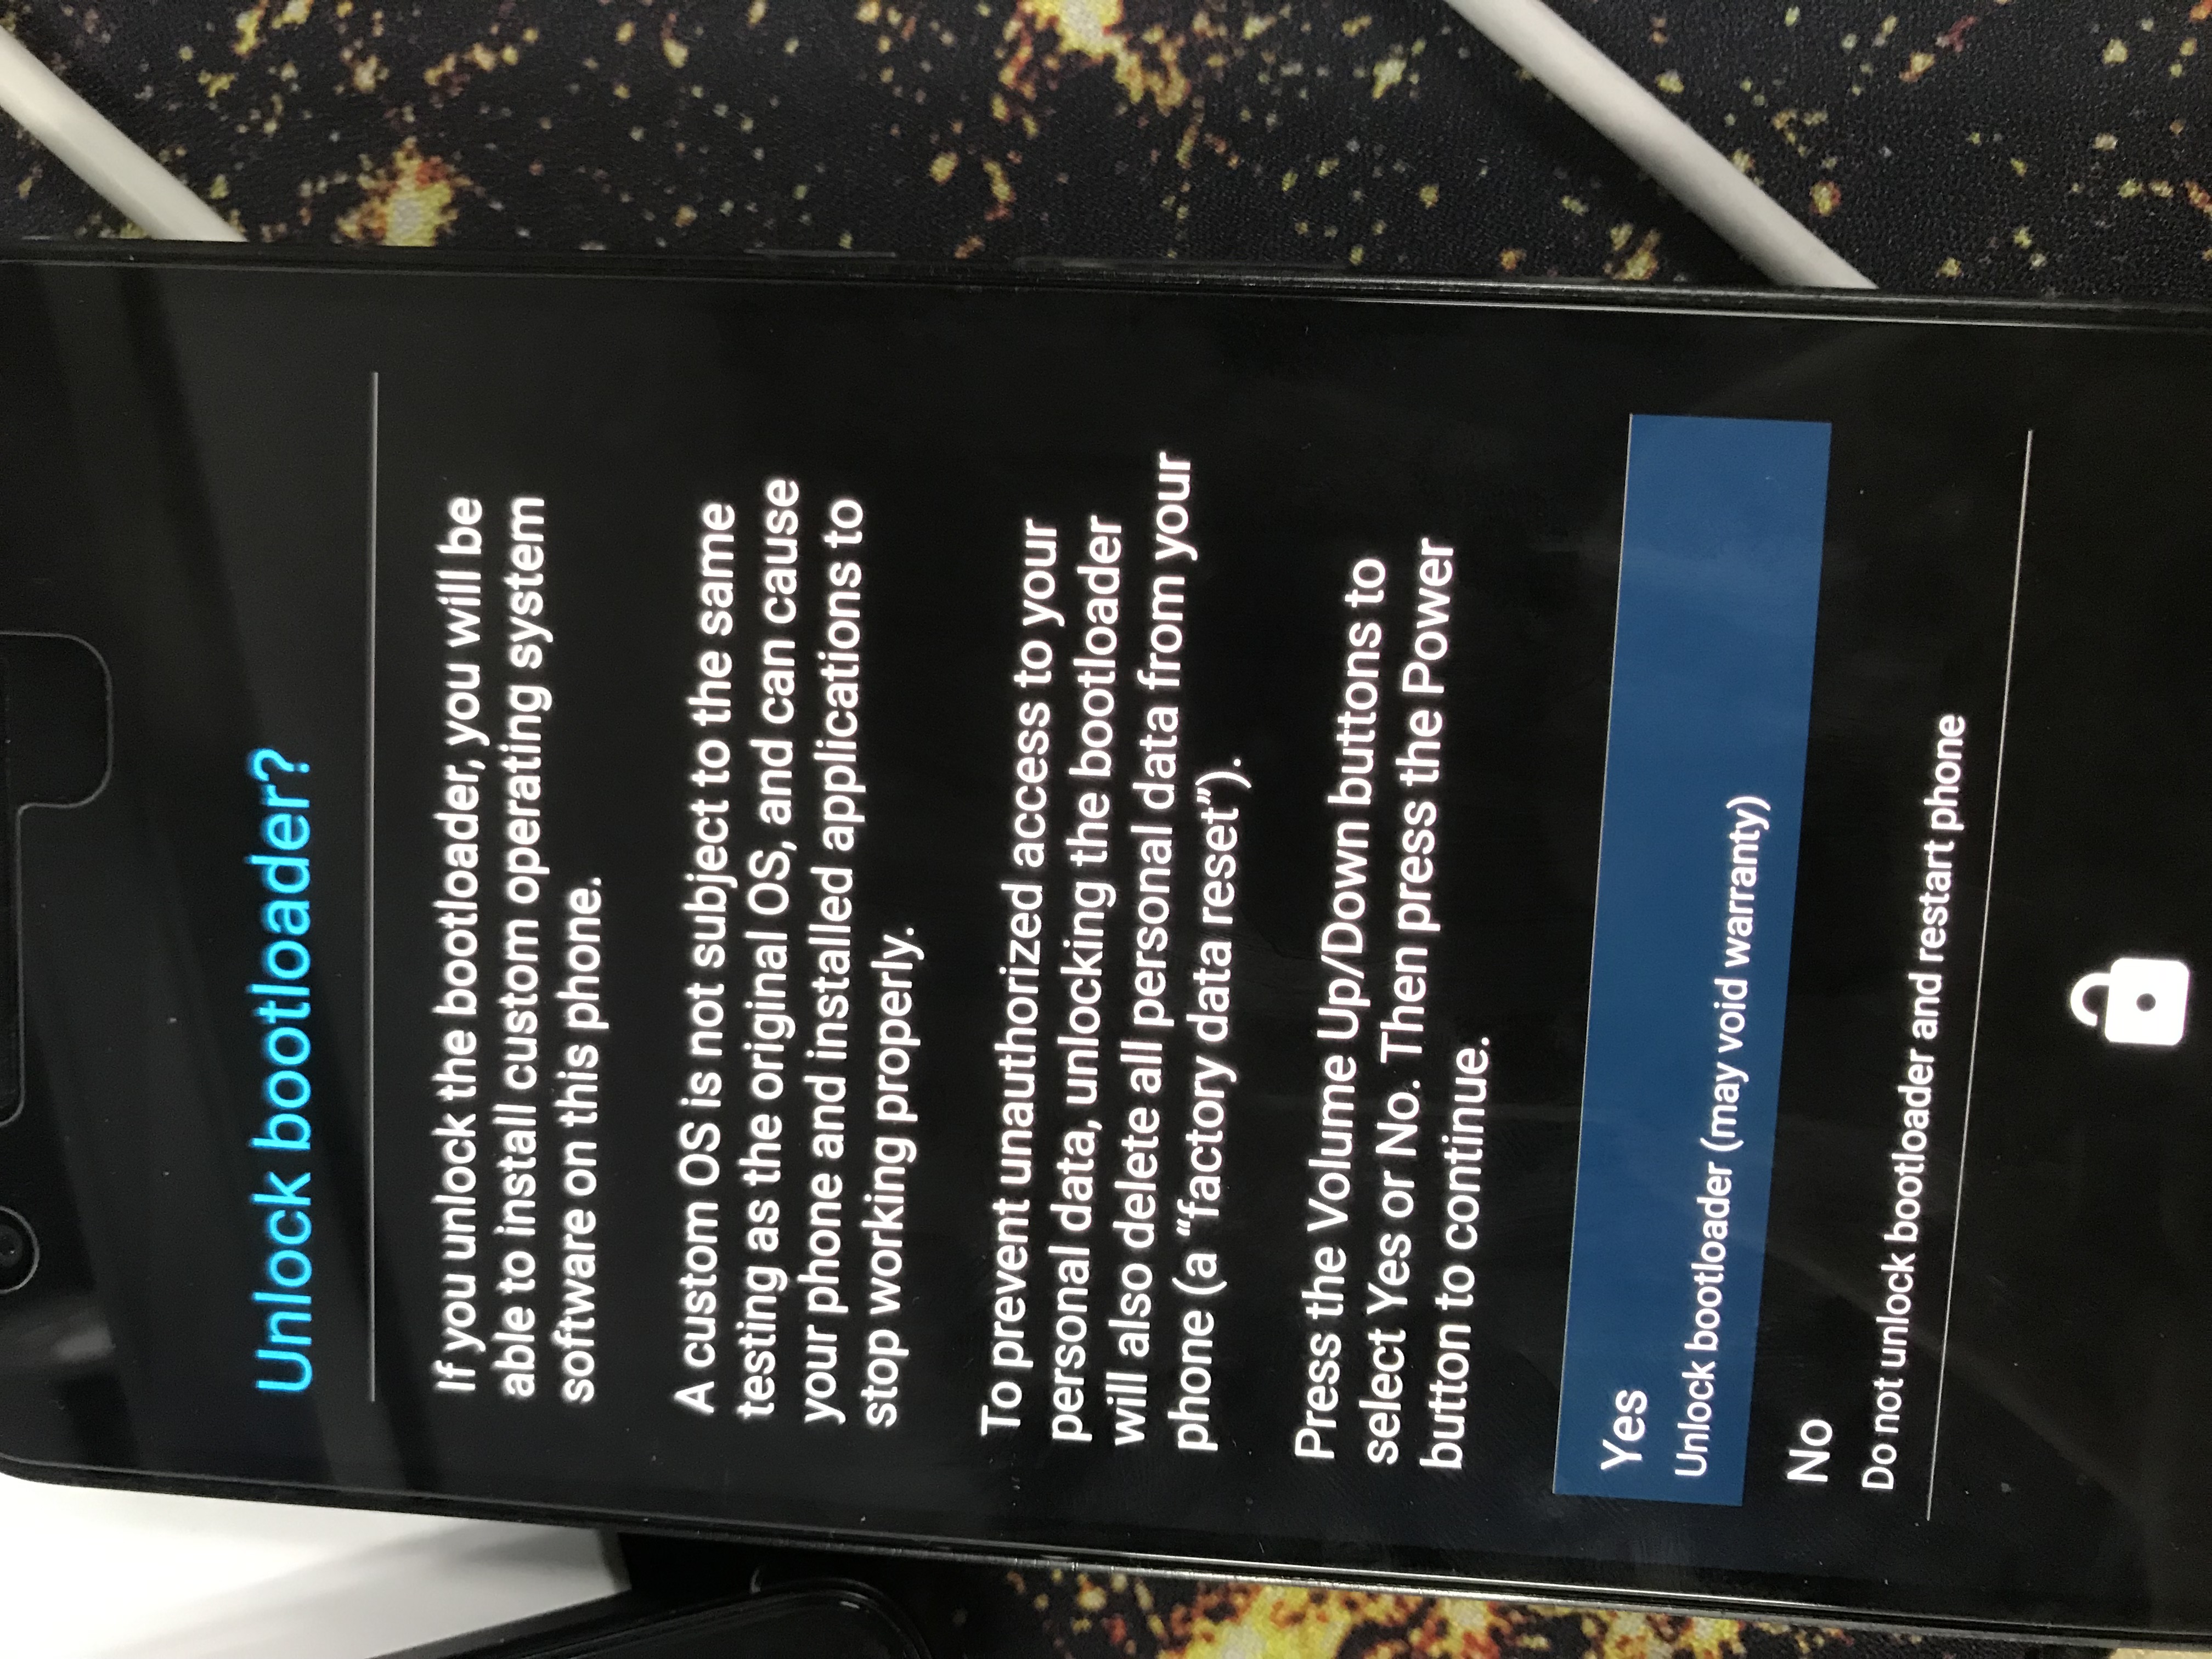 Unlock bootloader?
If you unlock the bootloader, you will be
able to install custom operating system
software on this phone.
A custom OS is not subject to the same
testing as the original OS, and can cause
your phone and installed applications to
stop working properly.
To prevent unauthorized access to your
personal data, unlocking the bootloader
will also delete all personal data from your
phone (a “factory data reset”).
Press the Volume Up/Down buttons to
select Yes or No. Then press the Power
button to continue.
Yes
Unlock bootloader (may void warranty)
No
Do not unlock bootloader and restart phone